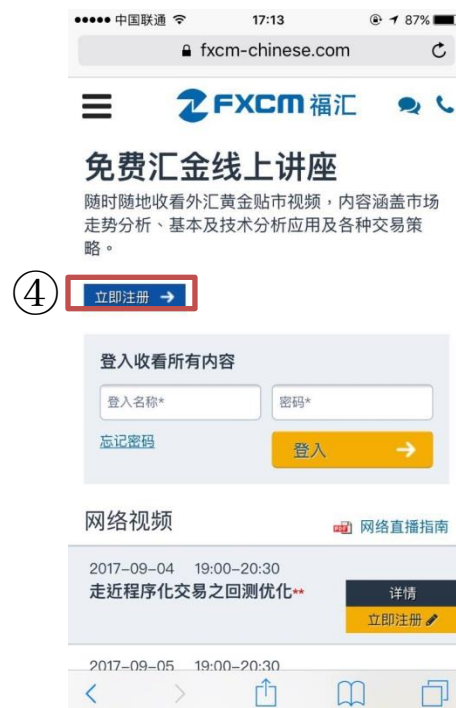 中国联通 17:13 87%
fxcm-chinese.com
FXCM福汇
免费汇金线上讲座
随时随地收看外汇黄金贴市视频，内容涵盖市场
走势分析、基本及技术分析应用及各种交易策
略。
④ 立即注册 →
登入收看所有内容
登入名称* 密码*
忘记密码 登入 →
网络视频 PDF 网络直播指南
2017-09-04 19:00-20:30
走近程序化交易之回测优化** 详情
立即注册
2017-09-05 19:00-20:30